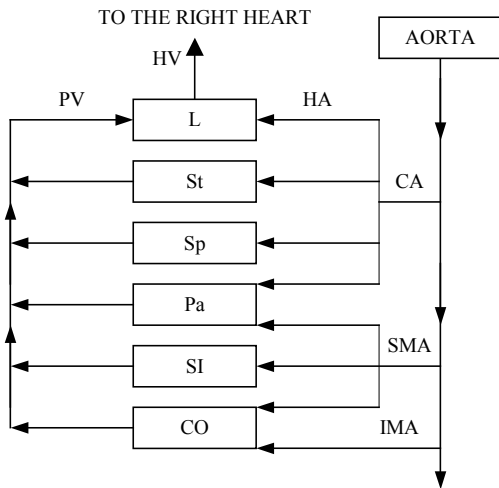 TO THE RIGHT HEART
AORTA
HV
PV
HA
L
St
CA
Sp
Pa
SMA
SI
CO
IMA